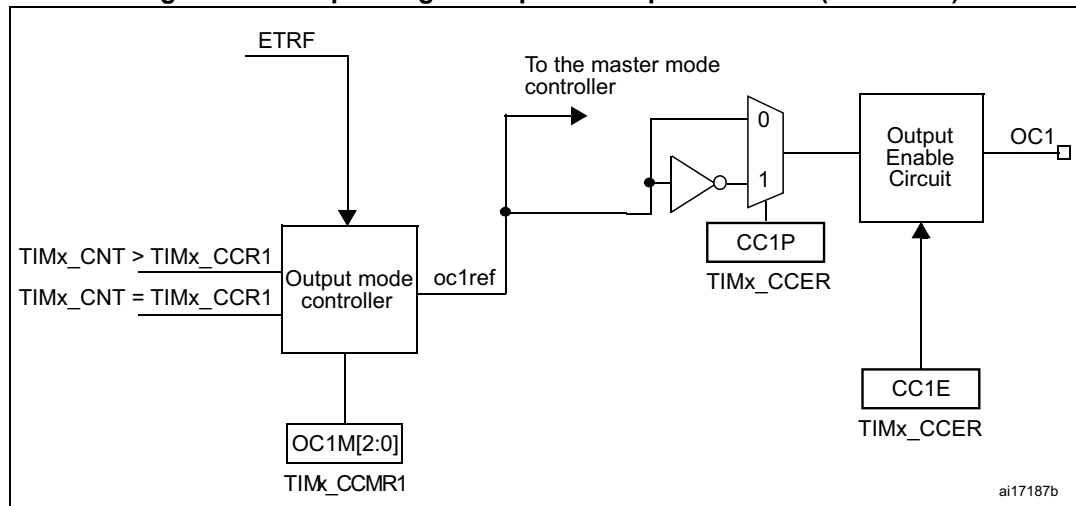 ETRF
To the master mode
controller
0
1
Output
Enable
Circuit
OC1
CC1P
TIMx_CCER
TIMx_CNT > TIMx_CCR1
TIMx_CNT = TIMx_CCR1
Output mode
controller
oc1ref
CC1E
TIMx_CCER
OC1M[2:0]
TIMx_CCMR1
ai17187b